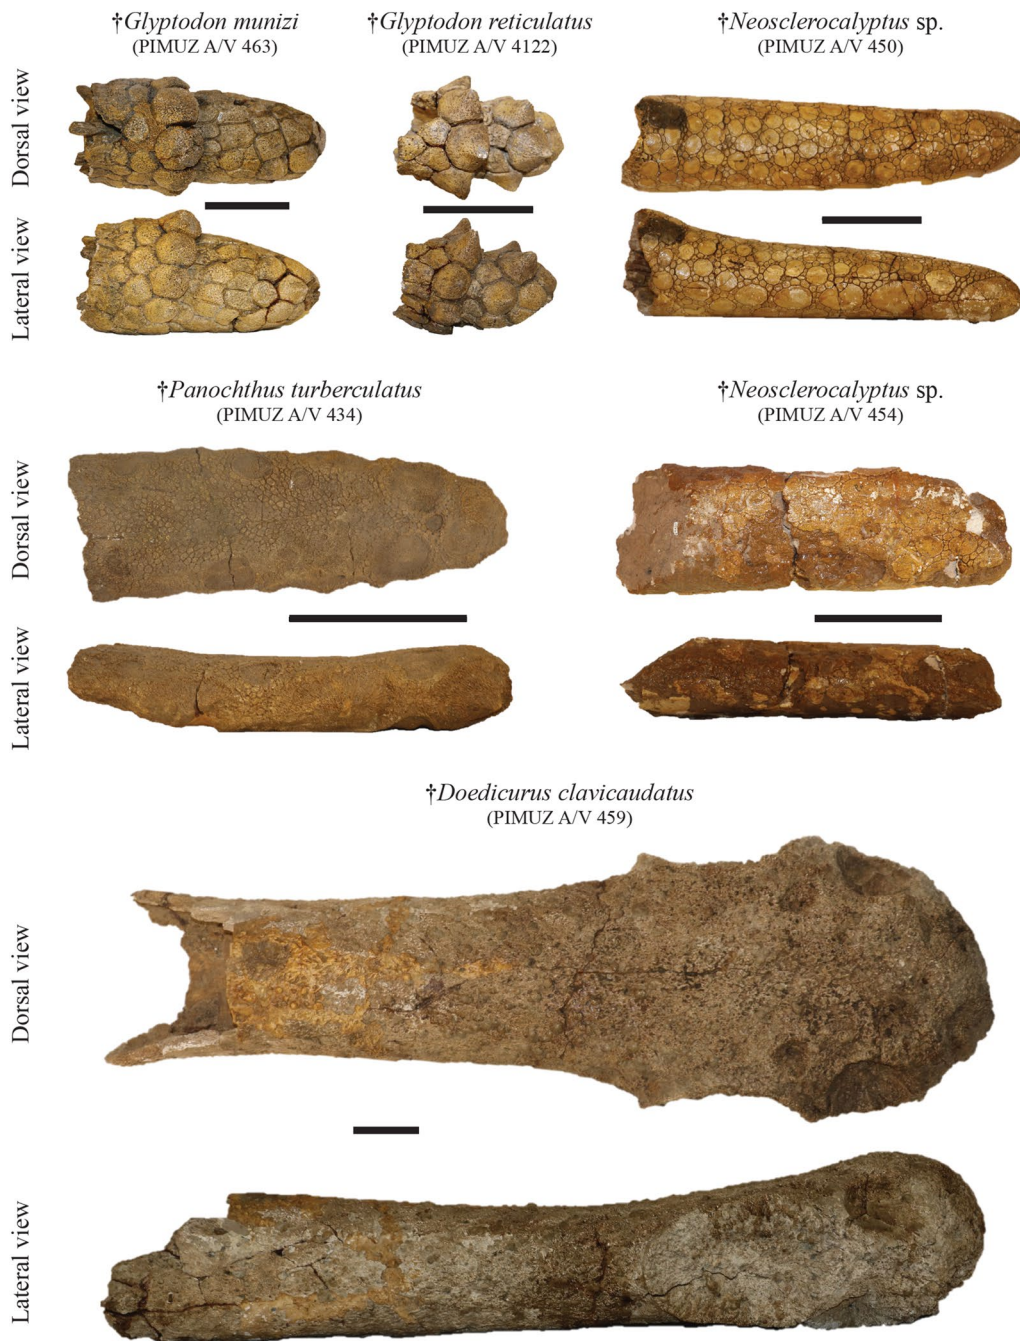 †Glyptodon munizi
(PIMUZ A/V 463)
†Glyptodon reticulatus
(PIMUZ A/V 4122)
†Neosclerocalyptus sp.
(PIMUZ A/V 450)
Dorsal view
Lateral view
†Panochthus turberculatus
(PIMUZ A/V 434)
†Neosclerocalyptus sp.
(PIMUZ A/V 454)
Dorsal view
Lateral view
†Doedicurus clavicaudatus
(PIMUZ A/V 459)
Dorsal view
Lateral view